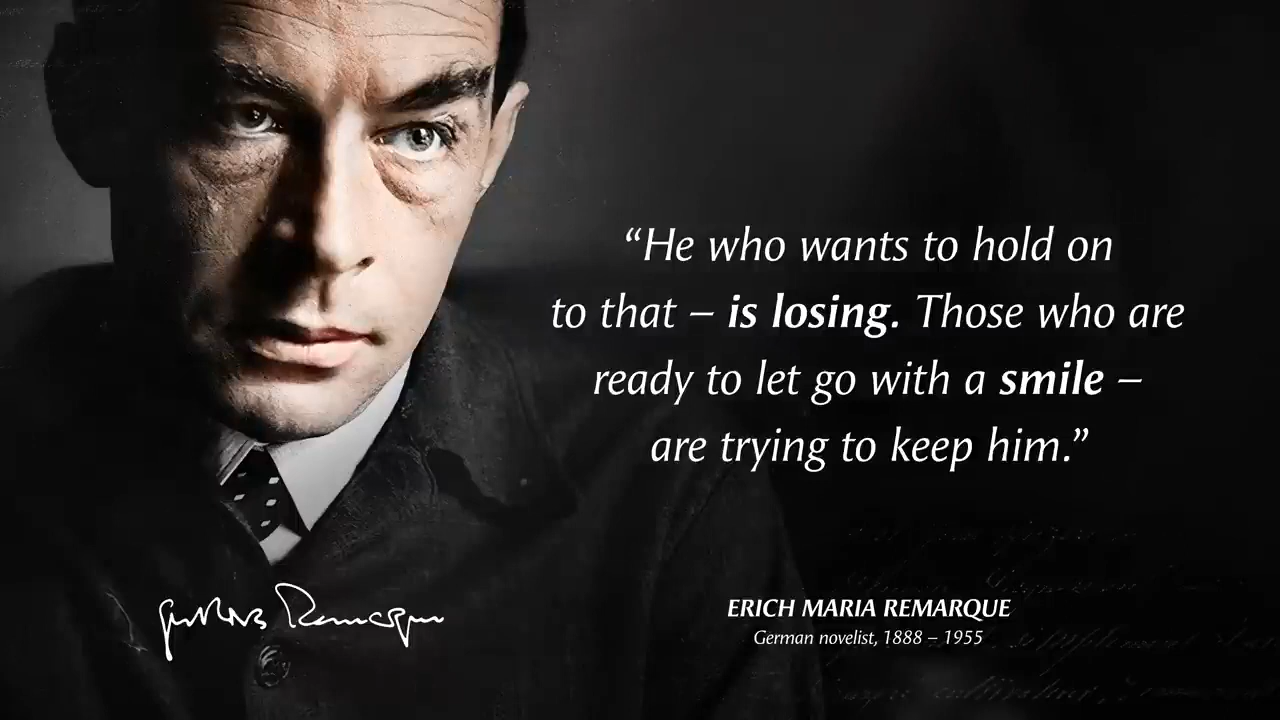 “He who wants to hold on
to that – is losing. Those who are
ready to let go with a smile –
are trying to keep him.”
Remarque
ERICH MARIA REMARQUE
German novelist, 1888 – 1955